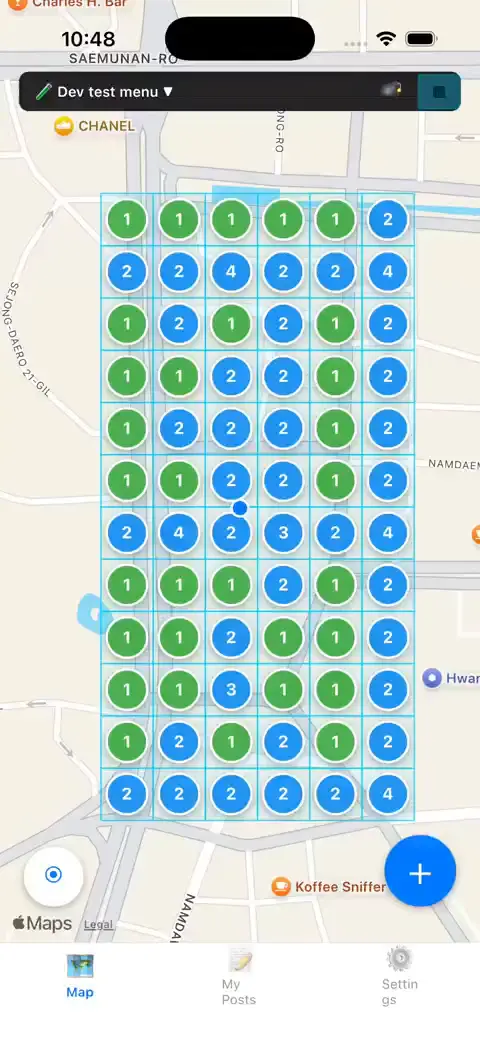 Charles H. Bar
10:48
SAEMUNAN-RO
Dev test menu ▼
CHANEL
NG-RO
1 1 1 1 1 2
2 2 4 2 2 4
1 2 1 2 1 2
SEJONG-DAERO 21-GIL
1 1 2 2 1 2
1 2 2 2 1 2
NAMDAEM
1 1 2 2 1 2
2 4 2 3 2 4
1 1 1 2 1 2
1 1 2 1 1 2
Hwar
1 1 3 1 1 2
1 2 1 2 1 2
2 2 2 2 2 4
+
Koffee Sniffer
NAMDA
Maps Legal
Map
My
Posts
Settin
gs